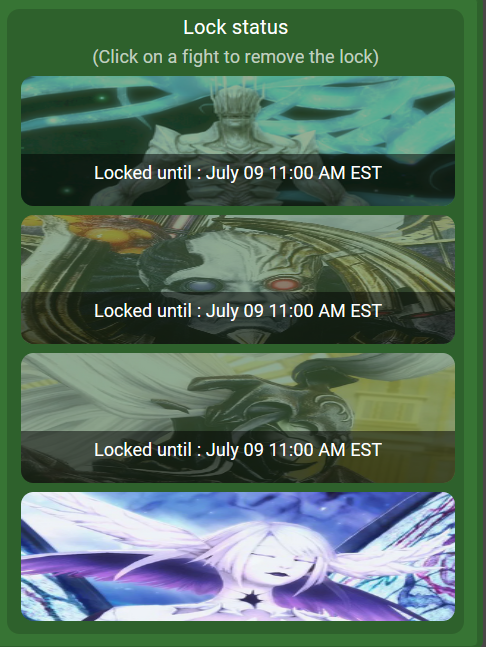 Lock status
(Click on a fight to remove the lock)
Locked until : July 09 11:00 AM EST
Locked until : July 09 11:00 AM EST
Locked until : July 09 11:00 AM EST